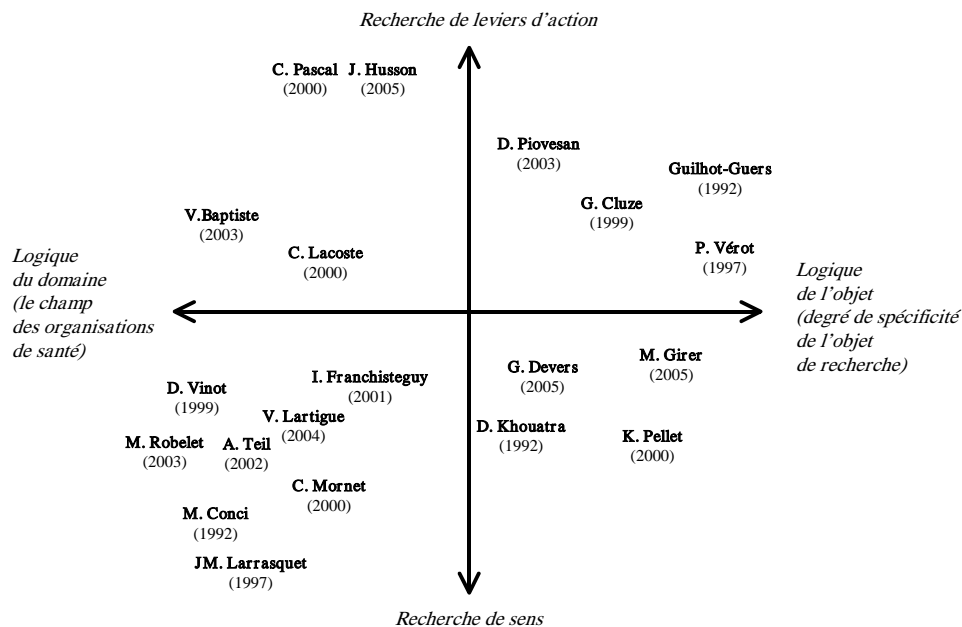 Recherche de leviers d'action
C. Pascal J. Husson
(2000) (2005)
D. Piovesan
(2003)
Guilhot-Guers
(1992)
G. Cluze
(1999)
V.Baptiste
(2003)
C. Lacoste
(2000)
P. Vérot
(1997)
Logique
du domaine
(le champ
des organisations
de santé)
Logique
de l'objet
(degré de spécificité
de l'objet
de recherche)
G. Devers
(2005)
M. Girer
(2005)
I. Franchisteguy
(2001)
D. Vinot
(1999)
V. Lartigue
(2004)
D. Khouatra
(1992)
K. Pellet
(2000)
M. Robelet
(2003)
A. Teil
(2002)
C. Mornet
(2000)
M. Conci
(1992)
JM. Larrasquet
(1997)
Recherche de sens